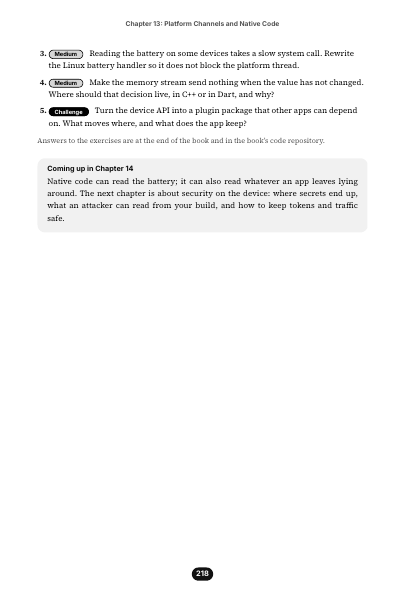 Chapter 13: Platform Channels and Native Code
3. Medium Reading the battery on some devices takes a slow system call. Rewrite
the Linux battery handler so it does not block the platform thread.
4. Medium Make the memory stream send nothing when the value has not changed.
Where should that decision live, in C++ or in Dart, and why?
5. Challenge Turn the device API into a plugin package that other apps can depend
on. What moves where, and what does the app keep?
Answers to the exercises are at the end of the book and in the book's code repository.
Coming up in Chapter 14
Native code can read the battery; it can also read whatever an app leaves lying
around. The next chapter is about security on the device: where secrets end up,
what an attacker can read from your build, and how to keep tokens and traffic
safe.
218